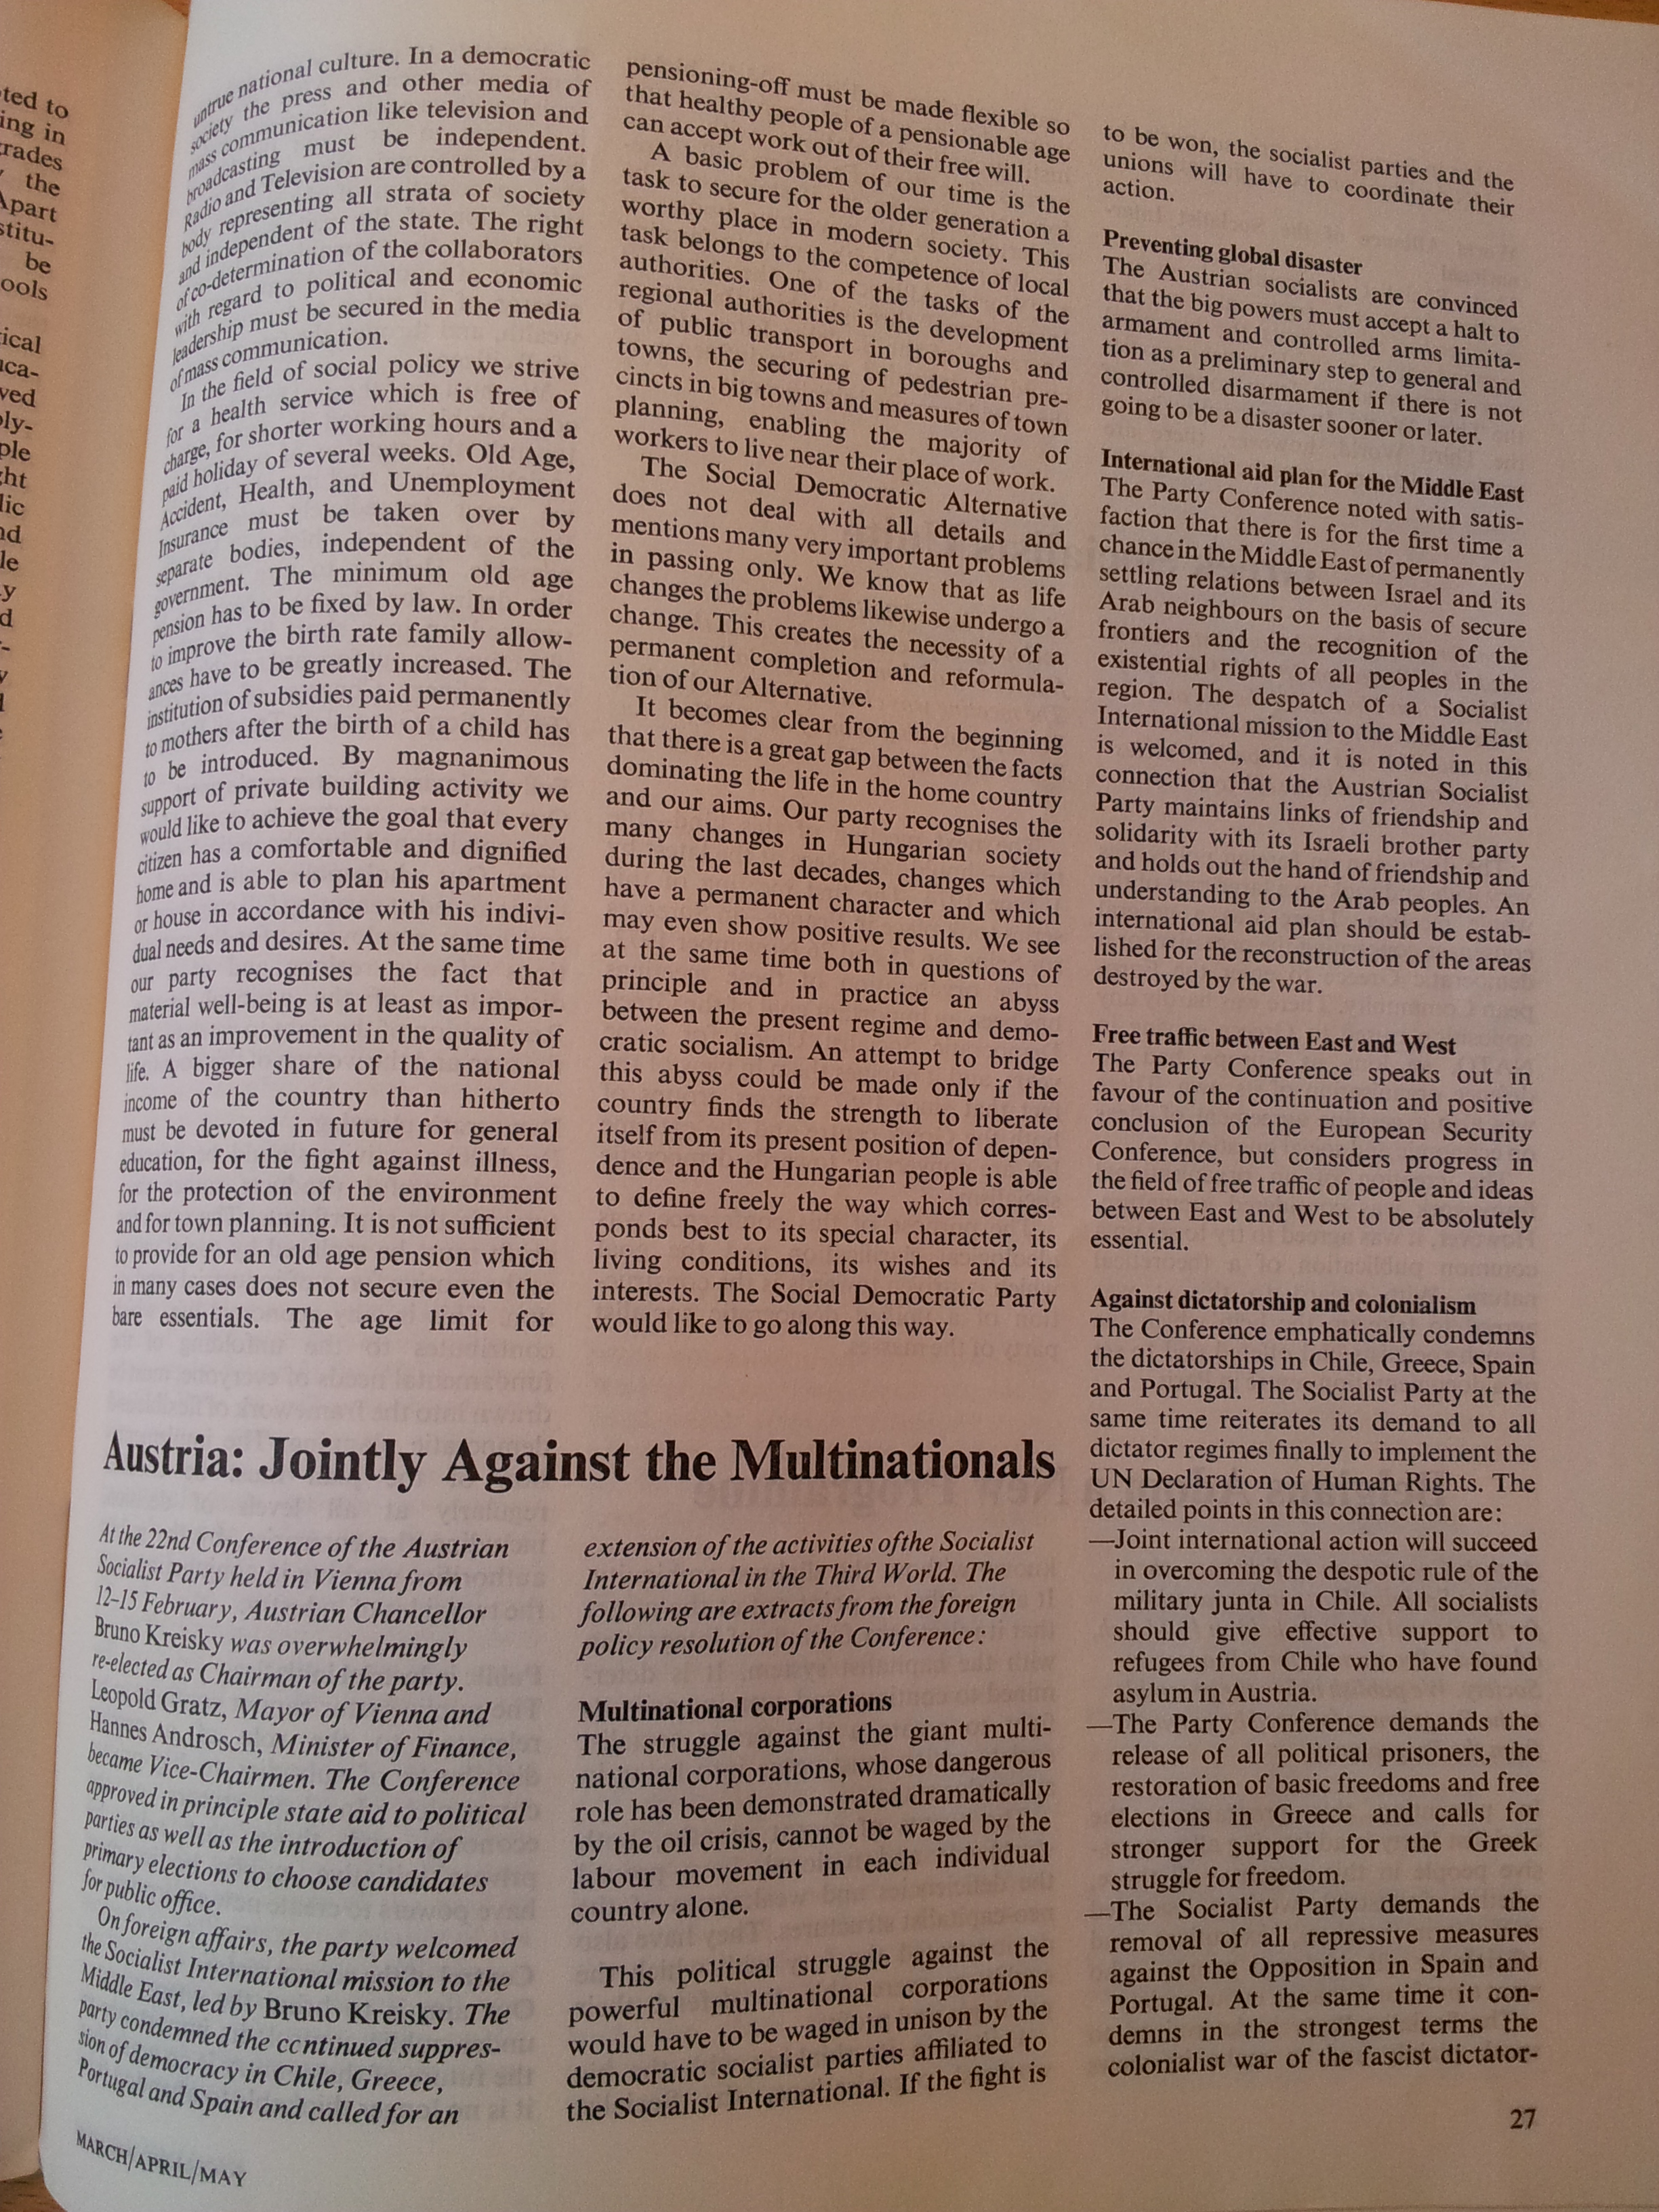 ted to
ing in
rades
the
Apart
stitu-
be
ools
ical
uca-
ved
ply-
ple
ght
lic
nd
le
y
d
untrue national culture. In a democratic
society the press and other media of
mass communication like television and
broadcasting must be independent.
Radio and Television are controlled by a
body representing all strata of society
and independent of the state. The right
of co-determination of the collaborators
with regard to political and economic
leadership must be secured in the media
of mass communication.
In the field of social policy we strive
for a health service which is free of
charge, for shorter working hours and a
paid holiday of several weeks. Old Age,
Accident, Health, and Unemployment
Insurance must be taken over by
separate bodies, independent of the
government. The minimum old age
pension has to be fixed by law. In order
to improve the birth rate family allow-
ances have to be greatly increased. The
institution of subsidies paid permanently
to mothers after the birth of a child has
to be introduced. By magnanimous
support of private building activity we
would like to achieve the goal that every
citizen has a comfortable and dignified
home and is able to plan his apartment
or house in accordance with his indivi-
dual needs and desires. At the same time
our party recognises the fact that
material well-being is at least as impor-
tant as an improvement in the quality of
life. A bigger share of the national
income of the country than hitherto
must be devoted in future for general
education, for the fight against illness,
for the protection of the environment
and for town planning. It is not sufficient
to provide for an old age pension which
in many cases does not secure even the
bare essentials. The age limit for
pensioning-off must be made flexible so
that healthy people of a pensionable age
can accept work out of their free will.
A basic problem of our time is the
task to secure for the older generation a
worthy place in modern society. This
task belongs to the competence of local
authorities. One of the tasks of the
regional authorities is the development
of public transport in boroughs and
towns, the securing of pedestrian pre-
cincts in big towns and measures of town
planning, enabling the majority of
workers to live near their place of work.
The Social Democratic Alternative
does not deal with all details and
mentions many very important problems
in passing only. We know that as life
changes the problems likewise undergo a
change. This creates the necessity of a
permanent completion and reformula-
tion of our Alternative.
It becomes clear from the beginning
that there is a great gap between the facts
dominating the life in the home country
and our aims. Our party recognises the
many changes in Hungarian society
during the last decades, changes which
have a permanent character and which
may even show positive results. We see
at the same time both in questions of
principle and in practice an abyss
between the present regime and demo-
cratic socialism. An attempt to bridge
this abyss could be made only if the
country finds the strength to liberate
itself from its present position of depen-
dence and the Hungarian people is able
to define freely the way which corres-
ponds best to its special character, its
living conditions, its wishes and its
interests. The Social Democratic Party
would like to go along this way.
Austria: Jointly Against the Multinationals
At the 22nd Conference of the Austrian
Socialist Party held in Vienna from
12–15 February, Austrian Chancellor
Bruno Kreisky was overwhelmingly
re-elected as Chairman of the party.
Leopold Gratz, Mayor of Vienna and
Hannes Androsch, Minister of Finance,
became Vice-Chairmen. The Conference
approved in principle state aid to political
parties as well as the introduction of
primary elections to choose candidates
for public office.
On foreign affairs, the party welcomed
the Socialist International mission to the
Middle East, led by Bruno Kreisky. The
party condemned the continued suppres-
sion of democracy in Chile, Greece,
Portugal and Spain and called for an
extension of the activities ofthe Socialist
International in the Third World. The
following are extracts from the foreign
policy resolution of the Conference:
Multinational corporations
The struggle against the giant multi-
national corporations, whose dangerous
role has been demonstrated dramatically
by the oil crisis, cannot be waged by the
labour movement in each individual
country alone.
This political struggle against the
powerful multinational corporations
would have to be waged in unison by the
democratic socialist parties affiliated to
the Socialist International. If the fight is
to be won, the socialist parties and the
unions will have to coordinate their
action.
Preventing global disaster
The Austrian socialists are convinced
that the big powers must accept a halt to
armament and controlled arms limita-
tion as a preliminary step to general and
controlled disarmament if there is not
going to be a disaster sooner or later.
International aid plan for the Middle East
The Party Conference noted with satis-
faction that there is for the first time a
chance in the Middle East of permanently
settling relations between Israel and its
Arab neighbours on the basis of secure
frontiers and the recognition of the
existential rights of all peoples in the
region. The despatch of a Socialist
International mission to the Middle East
is welcomed, and it is noted in this
connection that the Austrian Socialist
Party maintains links of friendship and
solidarity with its Israeli brother party
and holds out the hand of friendship and
understanding to the Arab peoples. An
international aid plan should be estab-
lished for the reconstruction of the areas
destroyed by the war.
Free traffic between East and West
The Party Conference speaks out in
favour of the continuation and positive
conclusion of the European Security
Conference, but considers progress in
the field of free traffic of people and ideas
between East and West to be absolutely
essential.
Against dictatorship and colonialism
The Conference emphatically condemns
the dictatorships in Chile, Greece, Spain
and Portugal. The Socialist Party at the
same time reiterates its demand to all
dictator regimes finally to implement the
UN Declaration of Human Rights. The
detailed points in this connection are:
—Joint international action will succeed
in overcoming the despotic rule of the
military junta in Chile. All socialists
should give effective support to
refugees from Chile who have found
asylum in Austria.
—The Party Conference demands the
release of all political prisoners, the
restoration of basic freedoms and free
elections in Greece and calls for
stronger support for the Greek
struggle for freedom.
—The Socialist Party demands the
removal of all repressive measures
against the Opposition in Spain and
Portugal. At the same time it con-
demns in the strongest terms the
colonialist war of the fascist dictator-
MARCH/APRIL/MAY
27